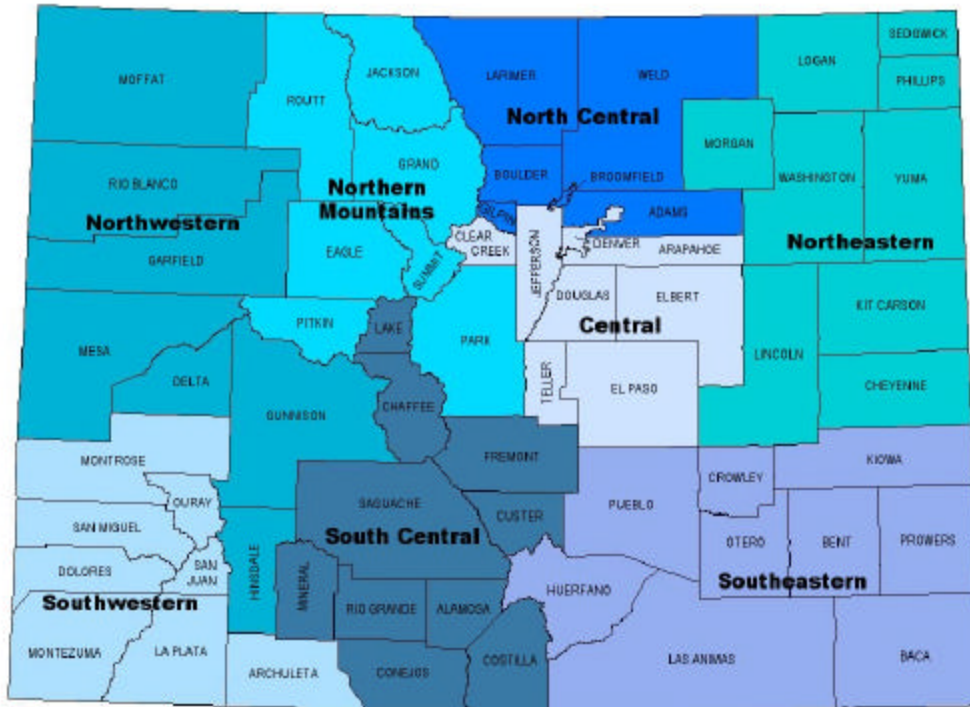 SEDGWICK
LOGAN
JACKSON
LARIMER
WELD
MOFFAT
PHILLIPS
ROUTT
North Central
MORGAN
GRAND
BOULDER
BROOMFIELD
WASHINGTON
YUMA
RIO BLANCO
Northern
Mountains
Northwestern
GILPIN
ADAMS
CLEAR
CREEK
DENVER
ARAPAHOE
Northeastern
GARFIELD
EAGLE
SUMMIT
JEFFERSON
DOUGLAS
ELBERT
KIT CARSON
PITKIN
LAKE
Central
MESA
PARK
LINCOLN
DELTA
TELLER
EL PASO
CHEYENNE
GUNNISON
CHAFFEE
MONTROSE
FREMONT
KIOWA
CROWLEY
OURAY
SAGUACHE
PUEBLO
SAN MIGUEL
CUSTER
South Central
OTERO
BENT
PROWERS
DOLORES
SAN
JUAN
HINSDALE
MINERAL
Southeastern
HUERFANO
Southwestern
RIO GRANDE
ALAMOSA
MONTEZUMA
LA PLATA
ARCHULETA
CONEJOS
COSTILLA
LAS ANIMAS
BACA